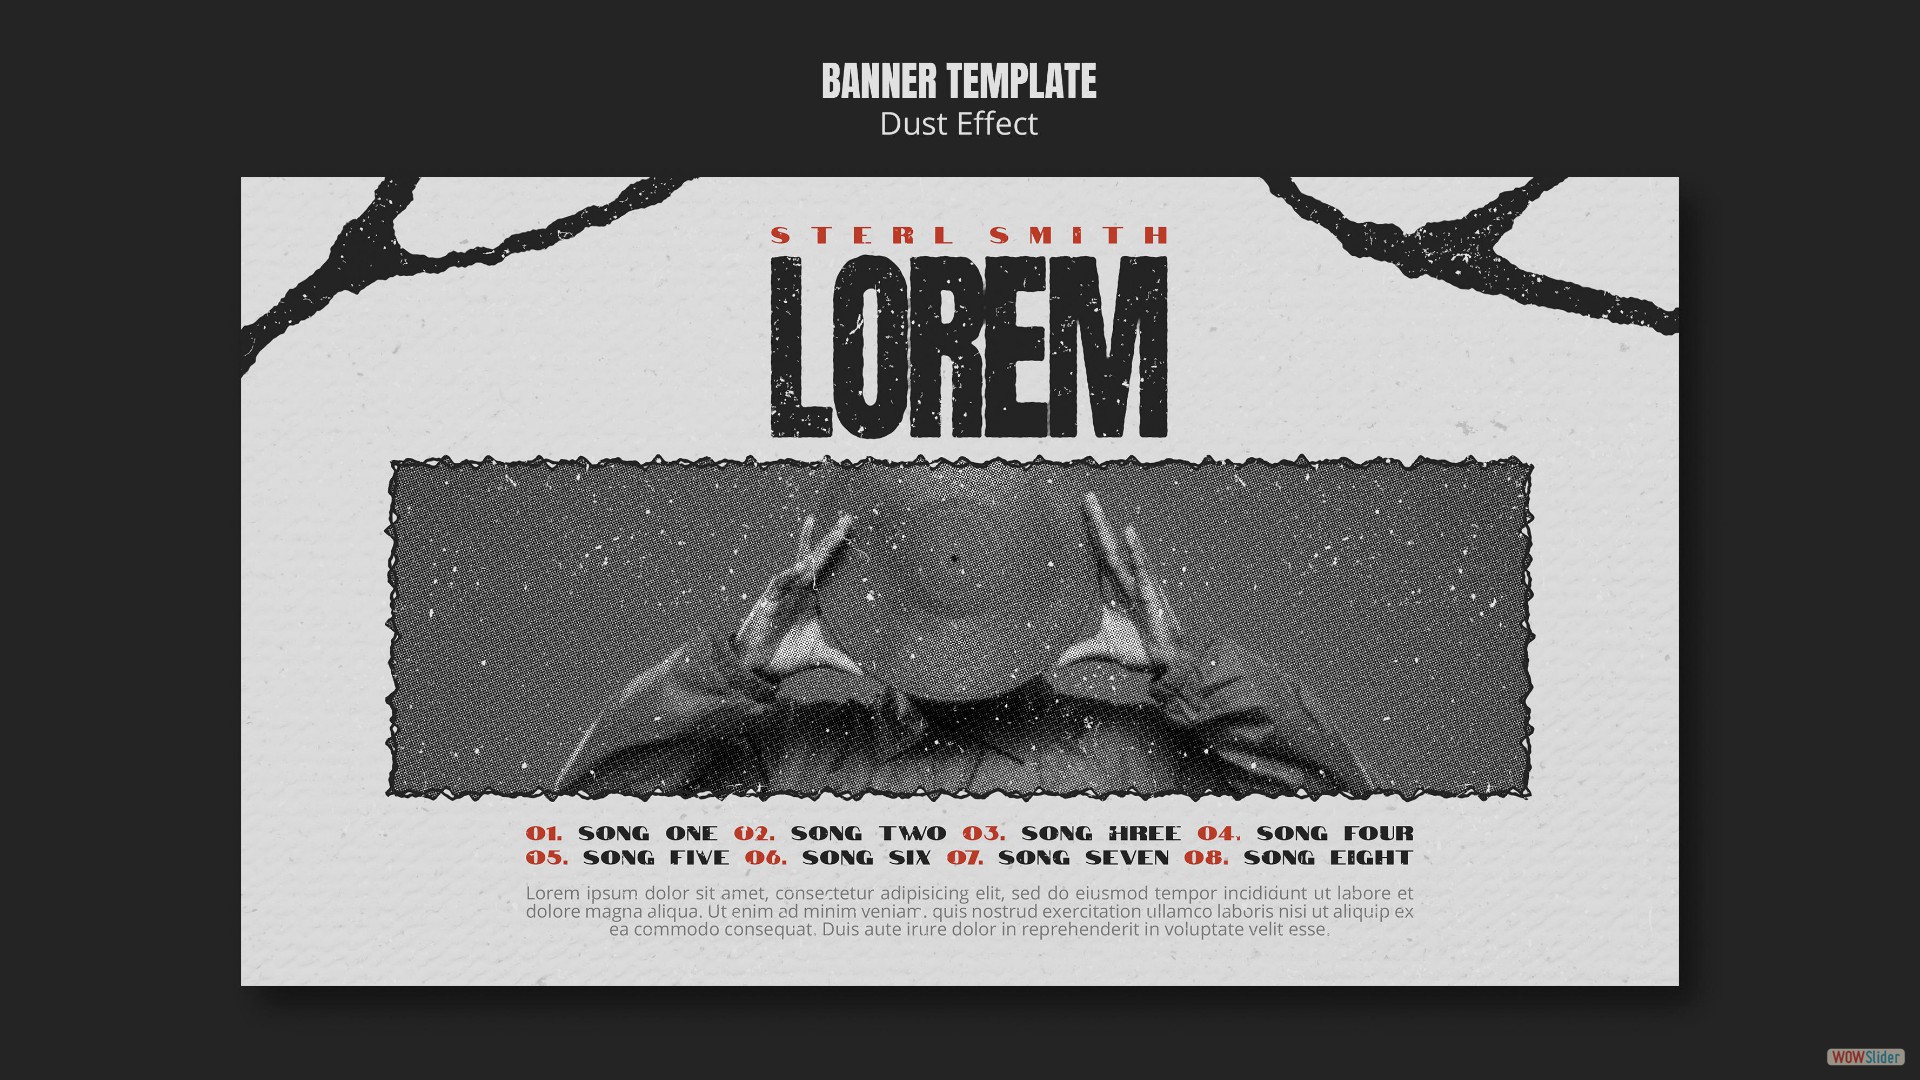 BANNER TEMPLATE
Dust Effect
STERL SMITH
LOREM
01. SONG ONE 02. SONG TWO 03. SONG HREE 04. SONG FOUR
05. SONG FIVE 06. SONG SIX 07. SONG SEVEN 08. SONG EIGHT
Lorem ipsum dolor sit amet, consectetur adipisicing elit, sed do eiusmod tempor incididunt ut labore et
dolore magna aliqua. Ut enim ad minim veniam, quis nostrud exercitation ullamco laboris nisi ut aliquip ex
ea commodo consequat. Duis aute irure dolor in reprehenderit in voluptate velit esse.
WOWSlider